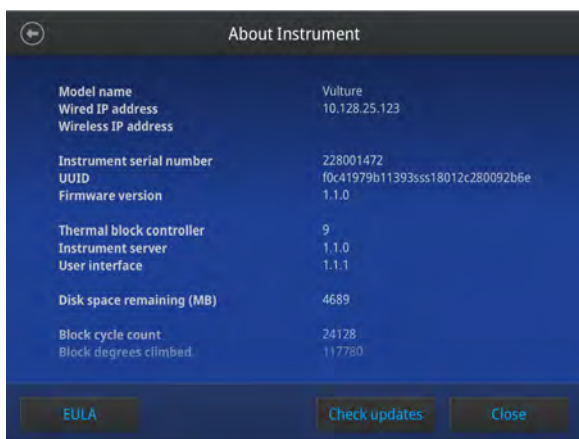 About Instrument
Model name Vulture
Wired IP address 10.128.25.123
Wireless IP address
Instrument serial number 228001472
UUID f0c41979b11393sss18012c280092b6e
Firmware version 1.1.0
Thermal block controller 9
Instrument server 1.1.0
User interface 1.1.1
Disk space remaining (MB) 4689
Block cycle count 24128
Block degrees climbed 117780
EULA Check updates Close